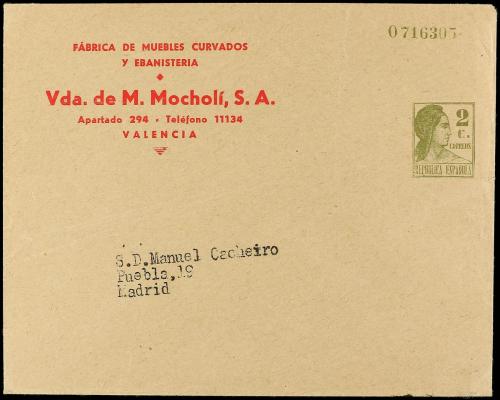 FÁBRICA DE MUEBLES CURVADOS
Y EBANISTERIA
Vda. de M. Mocholí, S. A.
Apartado 294 - Teléfono 11134
VALENCIA
0716305
2
C.
CORREOS
REPUBLICA ESPAÑOLA
S.D.Manuel Cacheiro
Puebla,19
Madrid